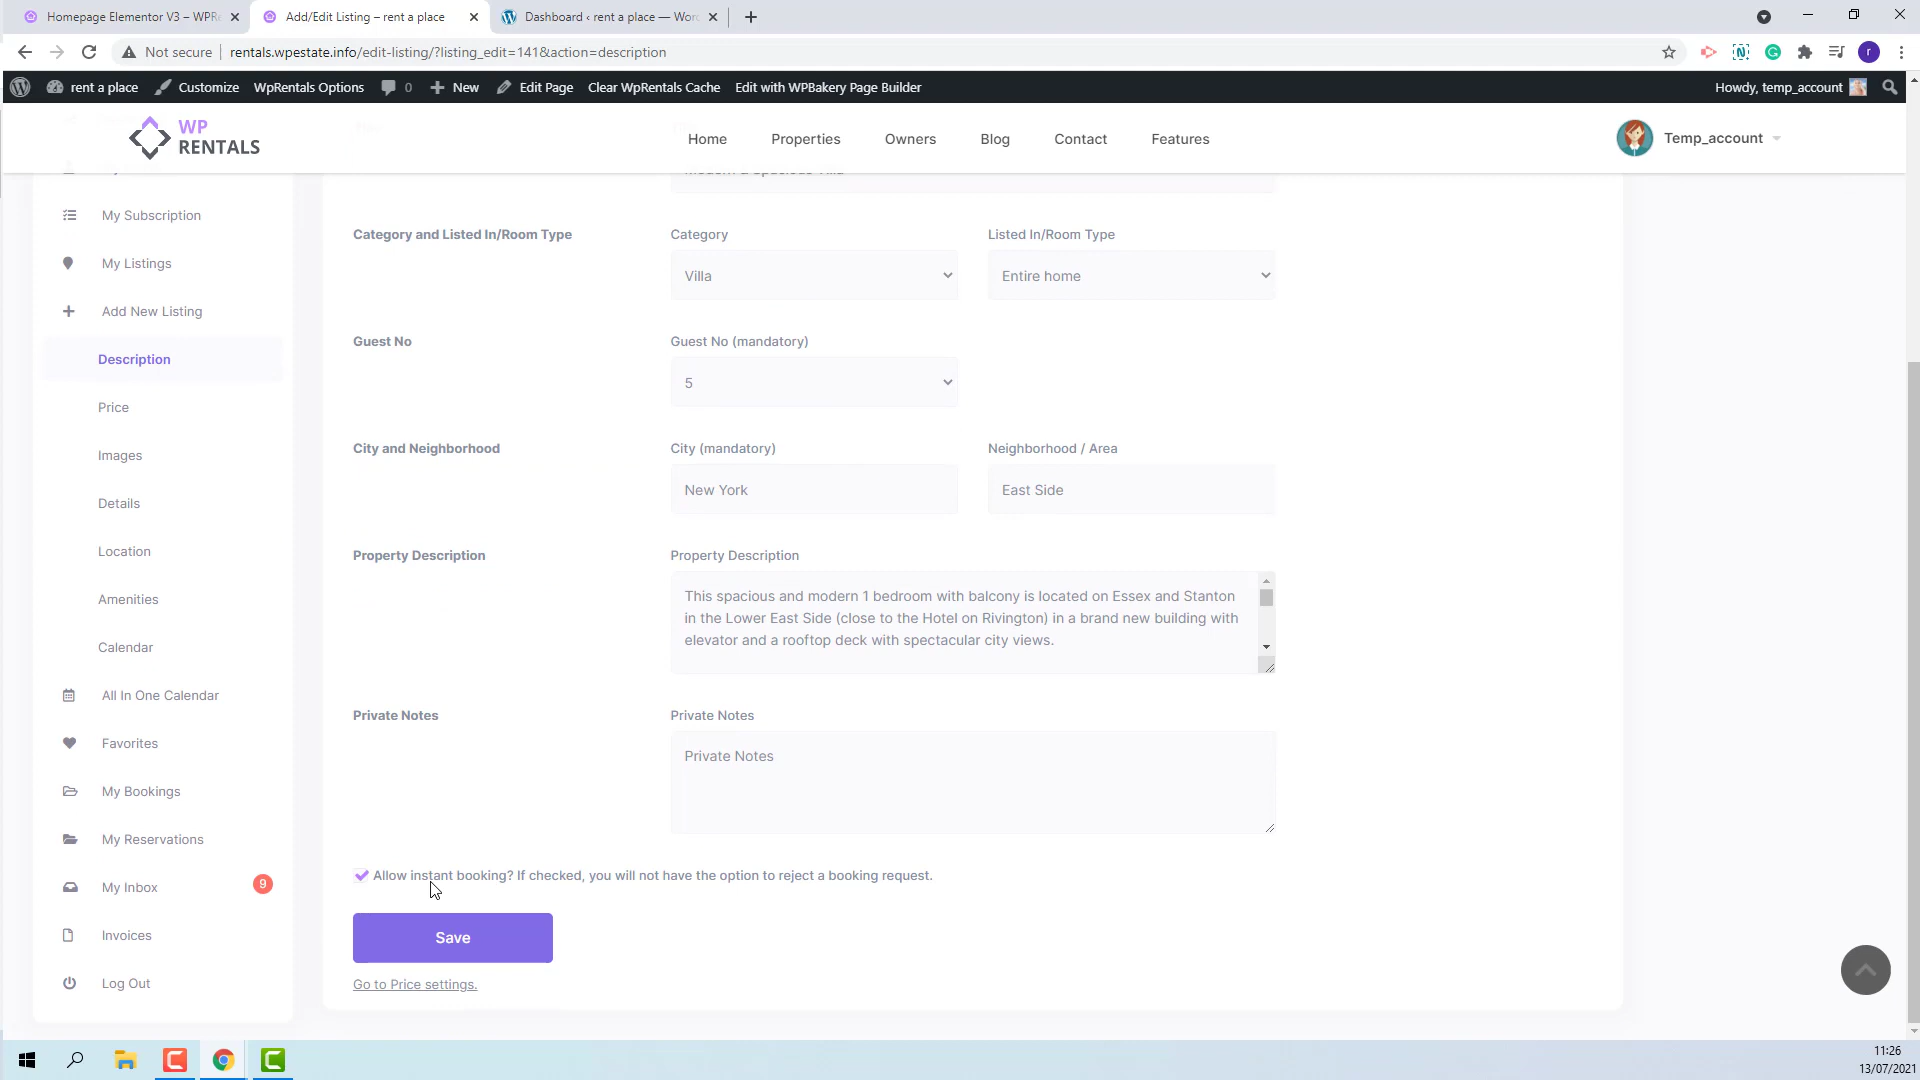 Homepage Elementor V3 – WPRe
Add/Edit Listing – rent a place
Dashboard ‹ rent a place — Word
Not secure
rentals.wpestate.info/edit-listing/?listing_edit=141&action=description
r
rent a place
Customize
WpRentals Options
0
New
Edit Page
Clear WpRentals Cache
Edit with WPBakery Page Builder
Howdy, temp_account
WP
RENTALS
Home
Properties
Owners
Blog
Contact
Features
Temp_account
My Subscription
My Listings
Add New Listing
Description
Price
Images
Details
Location
Amenities
Calendar
All In One Calendar
Favorites
My Bookings
My Reservations
My Inbox
9
Invoices
Log Out
Category and Listed In/Room Type
Category
Listed In/Room Type
Villa
Entire home
Guest No
Guest No (mandatory)
5
City and Neighborhood
City (mandatory)
Neighborhood / Area
New York
East Side
Property Description
Property Description
This spacious and modern 1 bedroom with balcony is located on Essex and Stanton
in the Lower East Side (close to the Hotel on Rivington) in a brand new building with
elevator and a rooftop deck with spectacular city views.
Private Notes
Private Notes
Private Notes
Allow instant booking? If checked, you will not have the option to reject a booking request.
Save
Go to Price settings.
11:26
13/07/2021